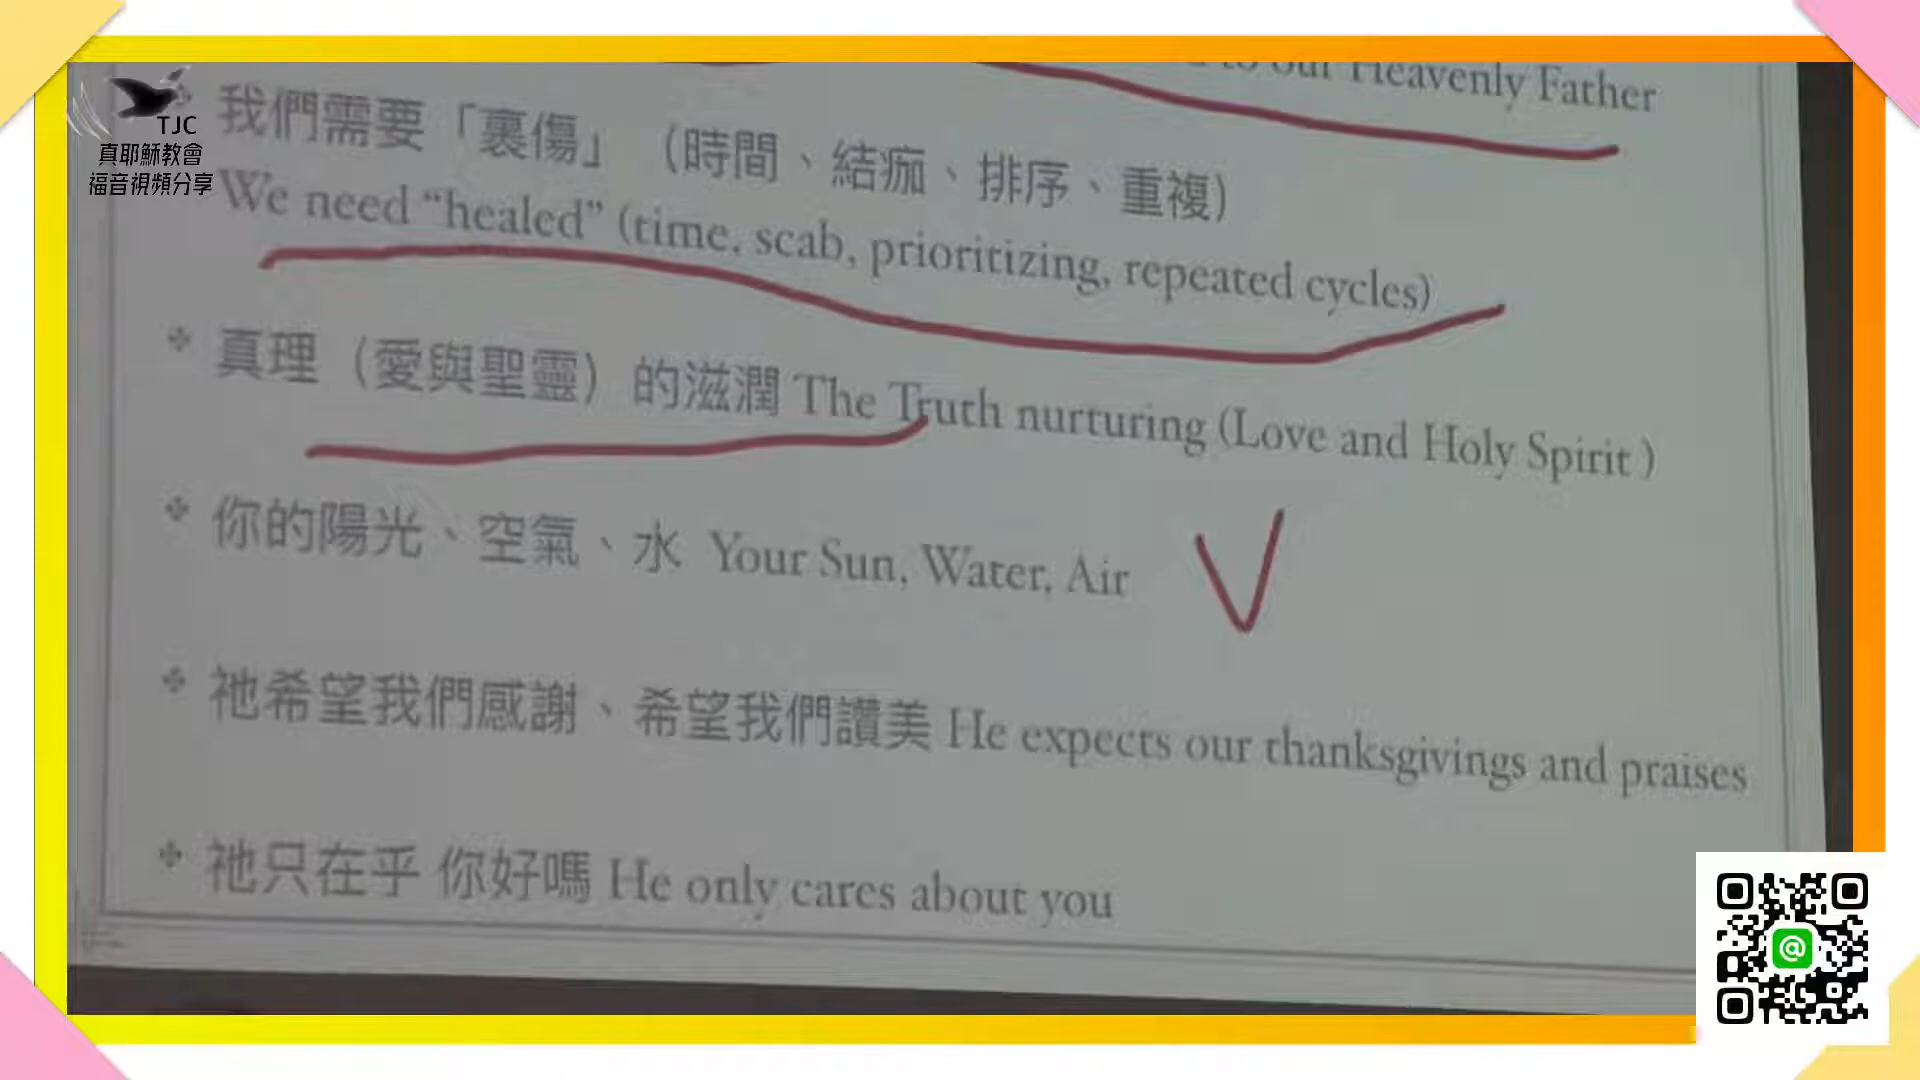 to our Heavenly Father
TJC
真耶穌教會
福音視頻分享
我們需要「裹傷」（時間、結痂、排序、重複）
We need “healed” (time, scab, prioritizing, repeated cycles)
真理（愛與聖靈）的滋潤 The Truth nurturing (Love and Holy Spirit )
你的陽光、空氣、水 Your Sun, Water, Air
V
祂希望我們感謝、希望我們讚美 He expects our thanksgivings and praises
祂只在乎 你好嗎 He only cares about you